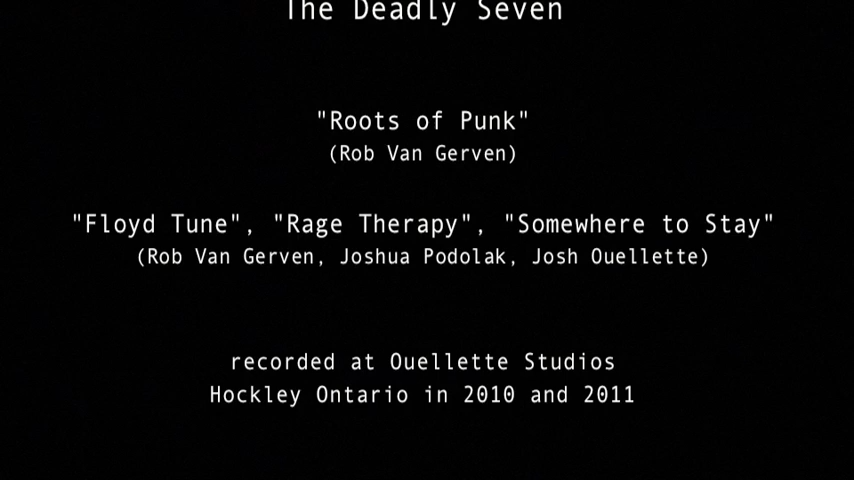 The Deadly Seven
"Roots of Punk"
(Rob Van Gerven)
"Floyd Tune", "Rage Therapy", "Somewhere to Stay"
(Rob Van Gerven, Joshua Podolak, Josh Ouellette)
recorded at Ouellette Studios
Hockley Ontario in 2010 and 2011